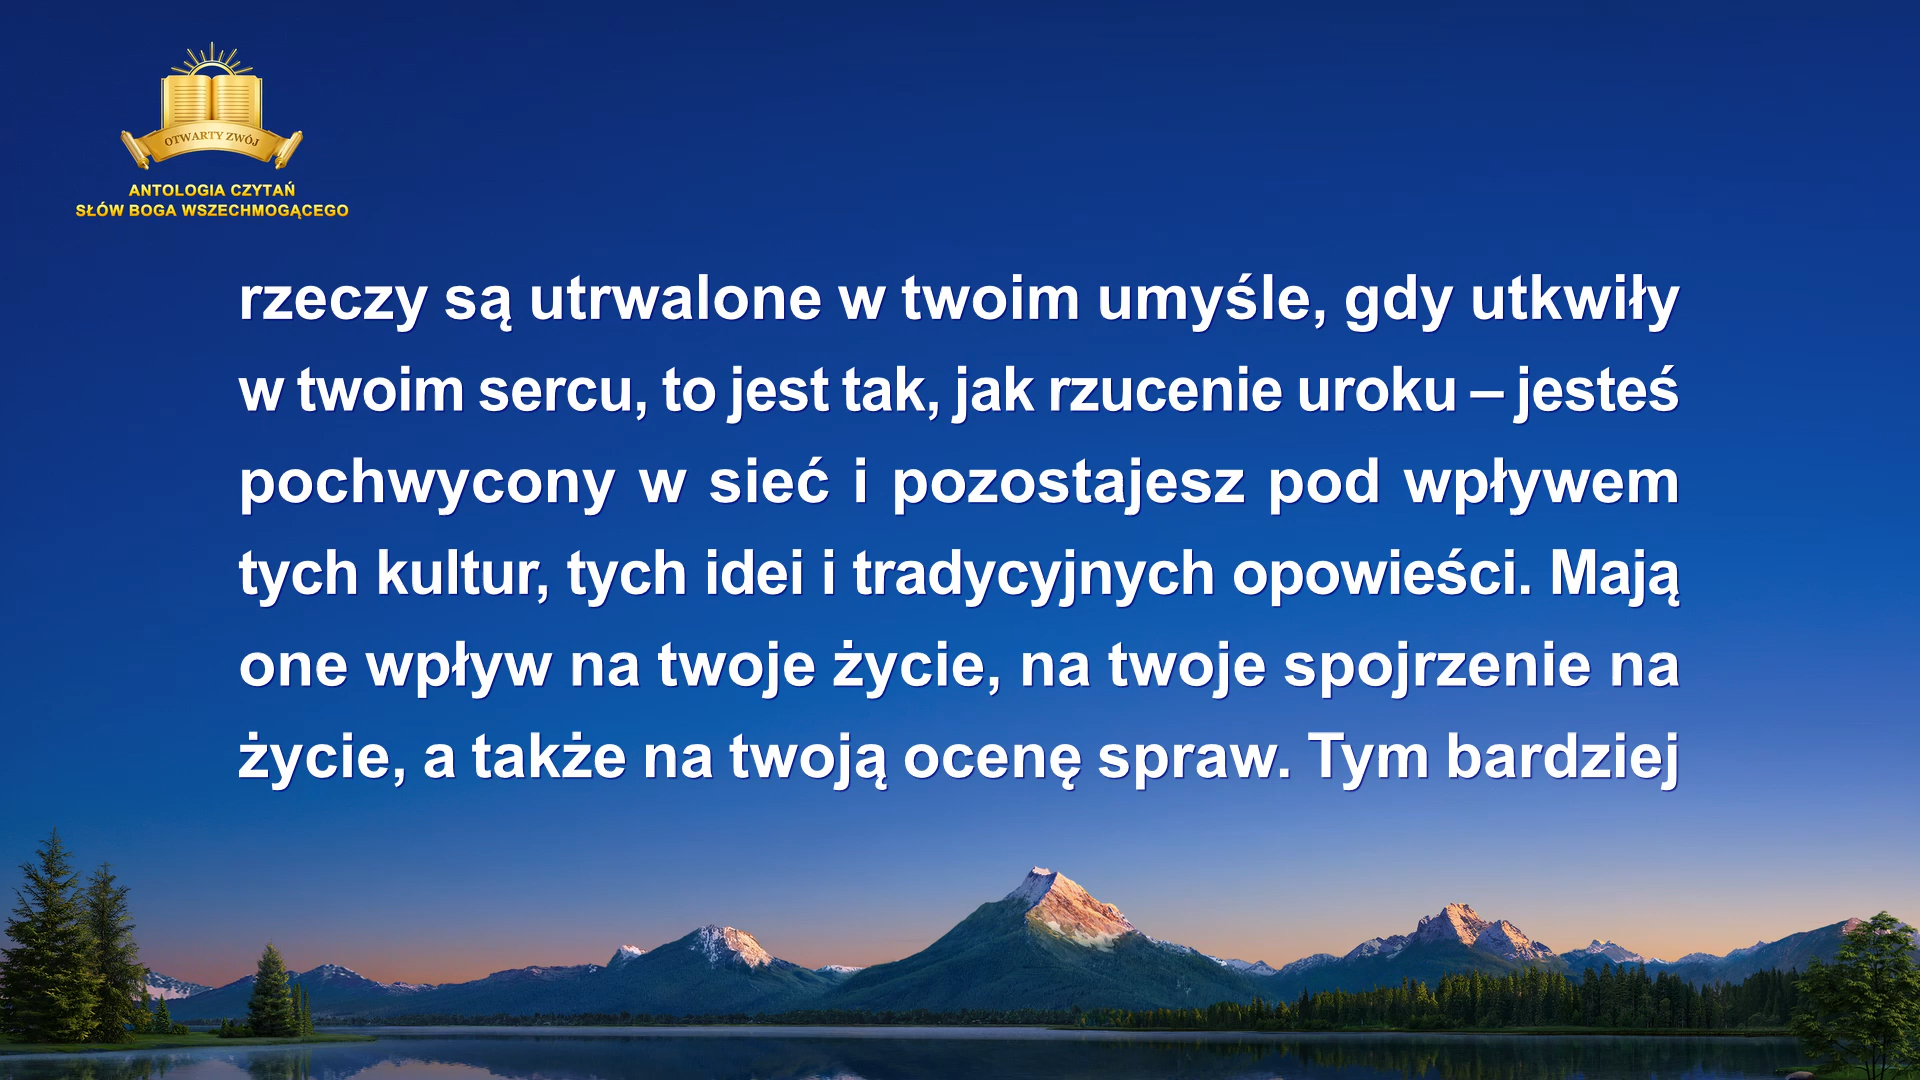 OTWARTY ZWÓJ
ANTOLOGIA CZYTAŃ
SŁÓW BOGA WSZECHMOGĄCEGO
rzeczy są utrwalone w twoim umyśle, gdy utkwiły
w twoim sercu, to jest tak, jak rzucenie uroku – jesteś
pochwycony w sieć i pozostajesz pod wpływem
tych kultur, tych idei i tradycyjnych opowieści. Mają
one wpływ na twoje życie, na twoje spojrzenie na
życie, a także na twoją ocenę spraw. Tym bardziej